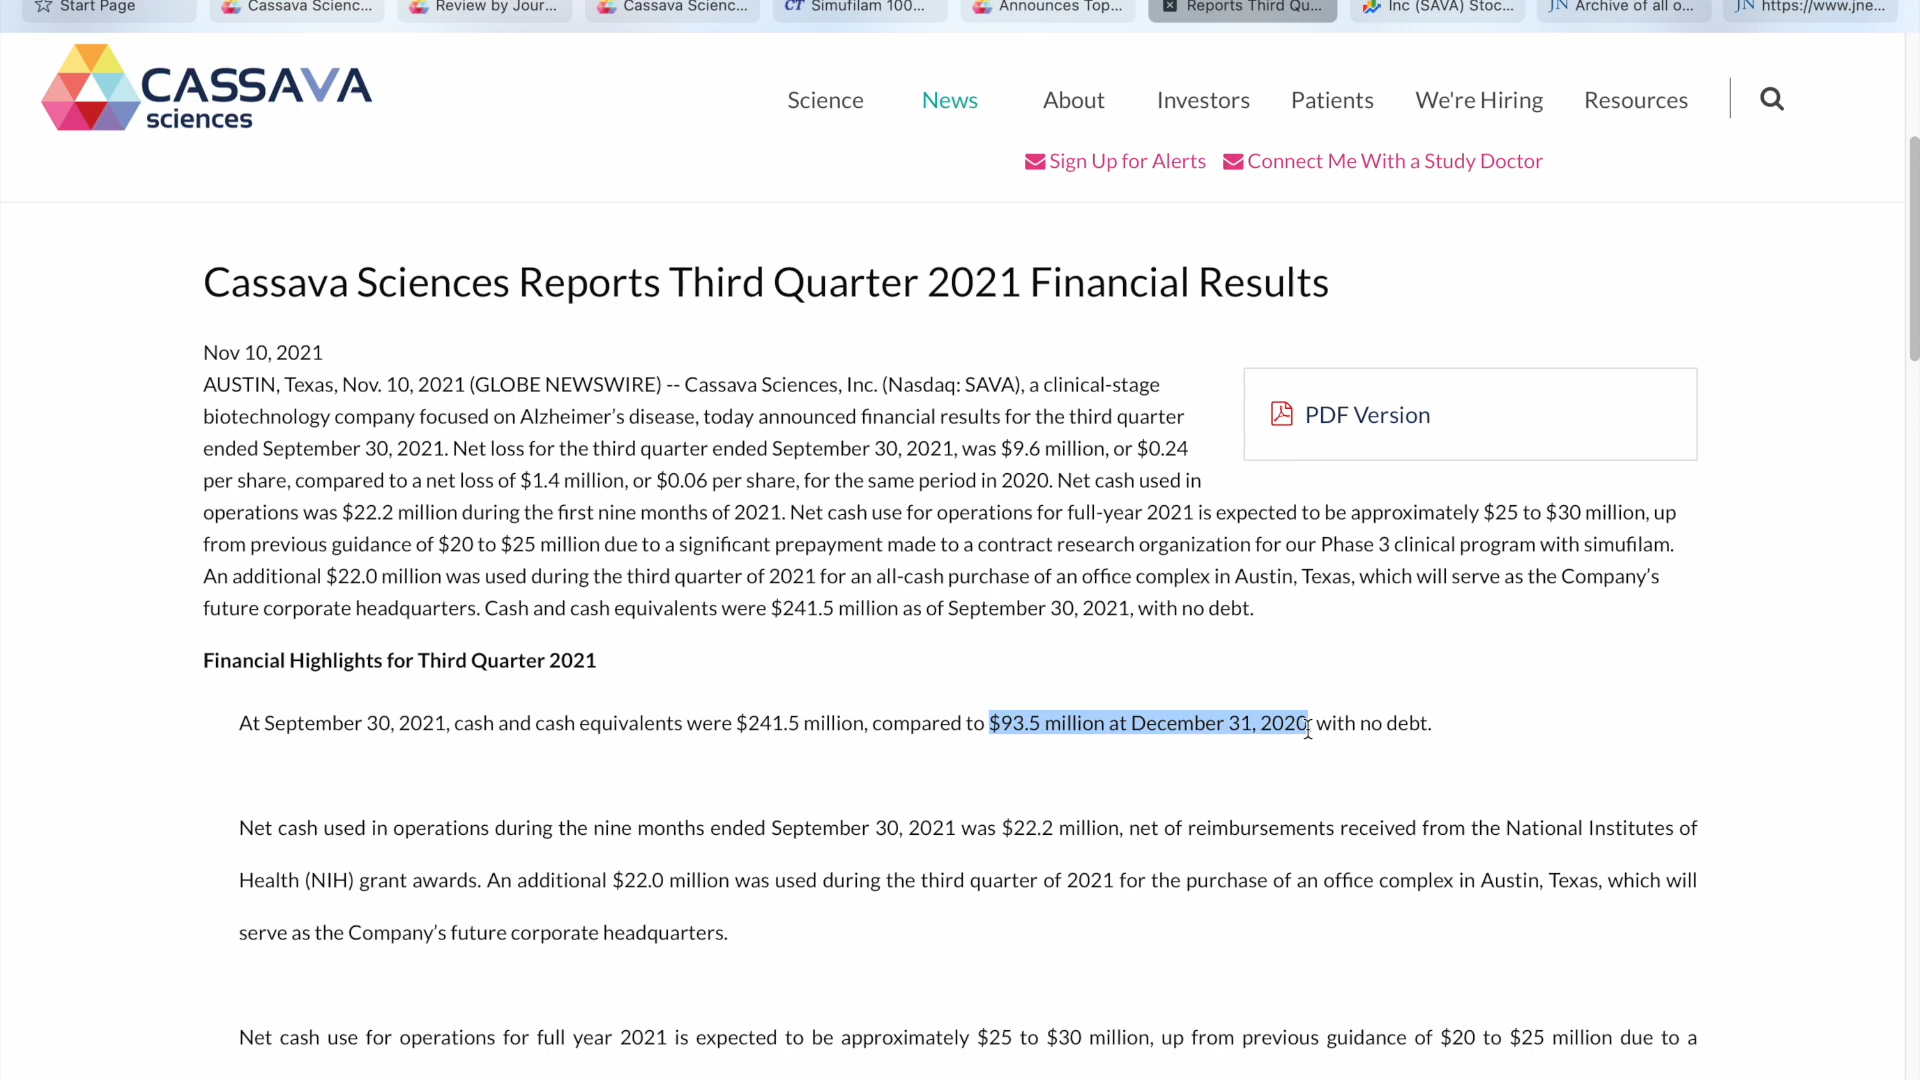 Start Page
Cassava Scienc...
Review by Jour...
Cassava Scienc...
CT Simufilam 100...
Announces Top...
Reports Third Qu...
Inc (SAVA) Stoc...
JN Archive of all o...
JN https://www.jne...
CASSAVA
sciences
Science News About Investors Patients We're Hiring Resources
Sign Up for Alerts Connect Me With a Study Doctor
Cassava Sciences Reports Third Quarter 2021 Financial Results
Nov 10, 2021
AUSTIN, Texas, Nov. 10, 2021 (GLOBE NEWSWIRE) -- Cassava Sciences, Inc. (Nasdaq: SAVA), a clinical-stage
biotechnology company focused on Alzheimer’s disease, today announced financial results for the third quarter
ended September 30, 2021. Net loss for the third quarter ended September 30, 2021, was $9.6 million, or $0.24
per share, compared to a net loss of $1.4 million, or $0.06 per share, for the same period in 2020. Net cash used in
operations was $22.2 million during the first nine months of 2021. Net cash use for operations for full-year 2021 is expected to be approximately $25 to $30 million, up
from previous guidance of $20 to $25 million due to a significant prepayment made to a contract research organization for our Phase 3 clinical program with simufilam.
An additional $22.0 million was used during the third quarter of 2021 for an all-cash purchase of an office complex in Austin, Texas, which will serve as the Company’s
future corporate headquarters. Cash and cash equivalents were $241.5 million as of September 30, 2021, with no debt.
PDF Version
Financial Highlights for Third Quarter 2021
At September 30, 2021, cash and cash equivalents were $241.5 million, compared to $93.5 million at December 31, 2020, with no debt.
Net cash used in operations during the nine months ended September 30, 2021 was $22.2 million, net of reimbursements received from the National Institutes of
Health (NIH) grant awards. An additional $22.0 million was used during the third quarter of 2021 for the purchase of an office complex in Austin, Texas, which will
serve as the Company’s future corporate headquarters.
Net cash use for operations for full year 2021 is expected to be approximately $25 to $30 million, up from previous guidance of $20 to $25 million due to a